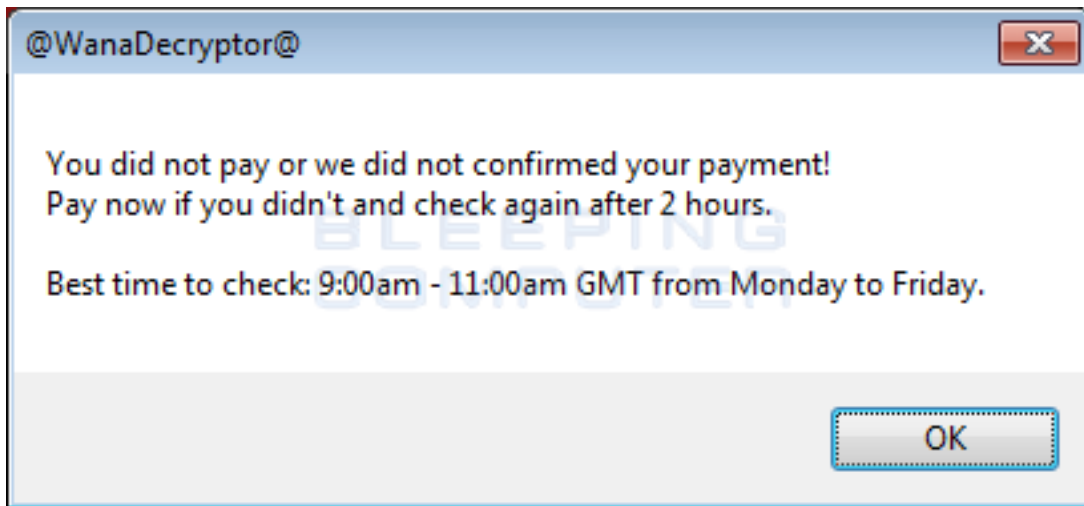 @WanaDecryptor@
You did not pay or we did not confirmed your payment!
Pay now if you didn't and check again after 2 hours.
BLEEPING
COMPUTER
Best time to check: 9:00am - 11:00am GMT from Monday to Friday.
OK